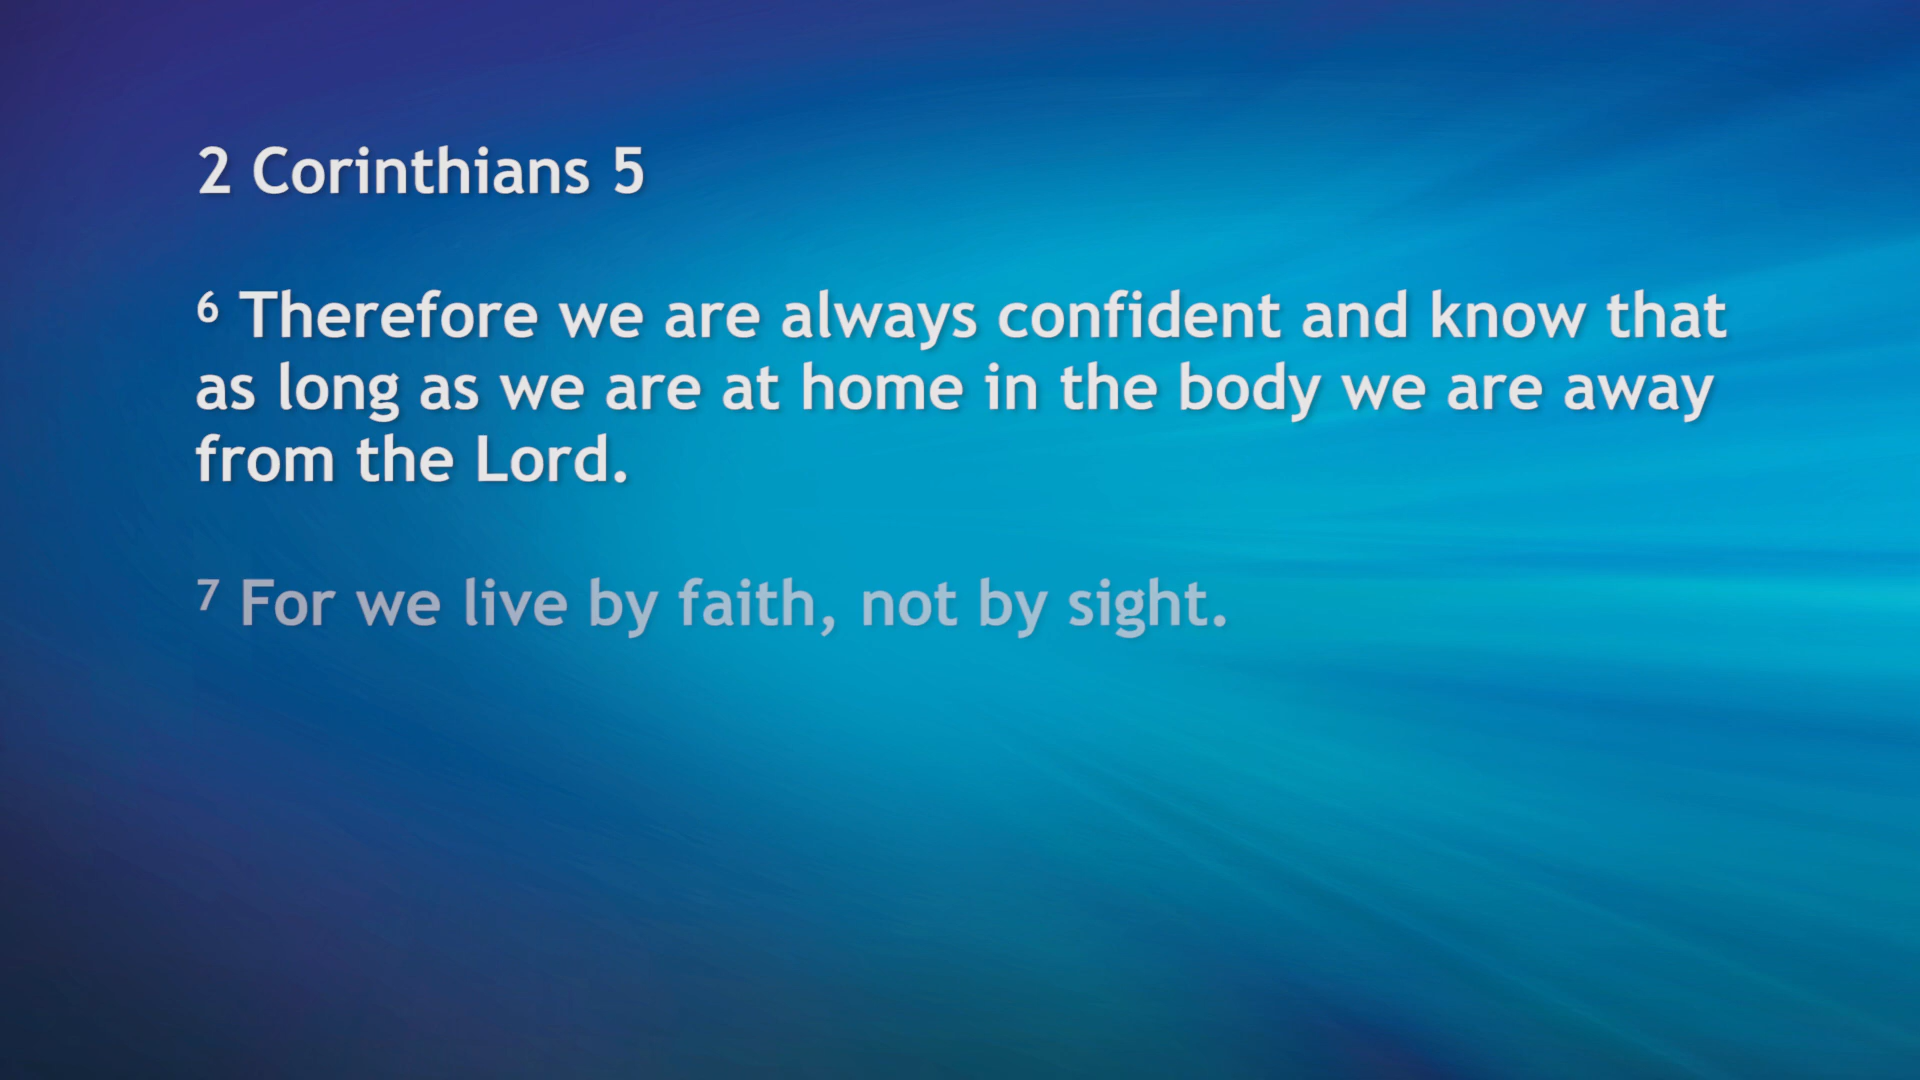 2 Corinthians 5
⁶ Therefore we are always confident and know that
as long as we are at home in the body we are away
from the Lord.
⁷ For we live by faith, not by sight.